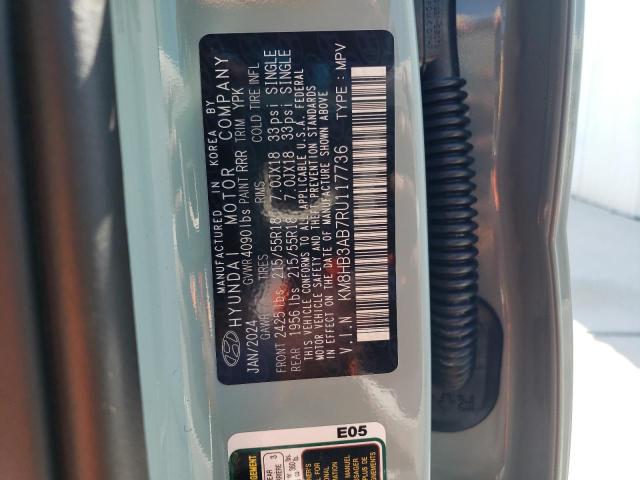 MANUFACTURED IN KOREA BY
HYUNDAI MOTOR COMPANY
JAN/2024 GVWR 4090 lbs PAINT RRR TRIM YPK
GAWR TIRES RIMS COLD TIRE INFL
FRONT 2425 lbs 215/55R18 7.0JX18 33psi SINGLE
REAR 1956 lbs 215/55R18 7.0JX18 33psi SINGLE
THIS VEHICLE CONFORMS TO ALL APPLICABLE U.S.A. FEDERAL
MOTOR VEHICLE SAFETY AND THEFT PREVENTION STANDARDS
IN EFFECT ON THE DATE OF MANUFACTURE SHOWN ABOVE
V.I.N : KM8HB3AB7RU117736 TYPE : MPV
E05